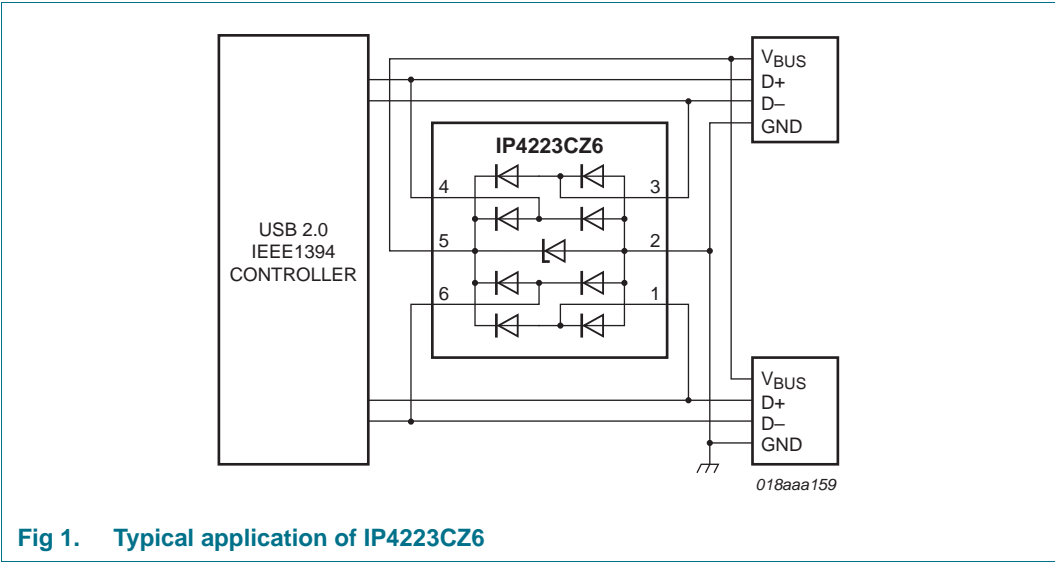 USB 2.0
IEEE1394
CONTROLLER
IP4223CZ6
4
3
5
2
6
1
VBUS
D+
D–
GND
VBUS
D+
D–
GND
018aaa159
Fig 1. Typical application of IP4223CZ6